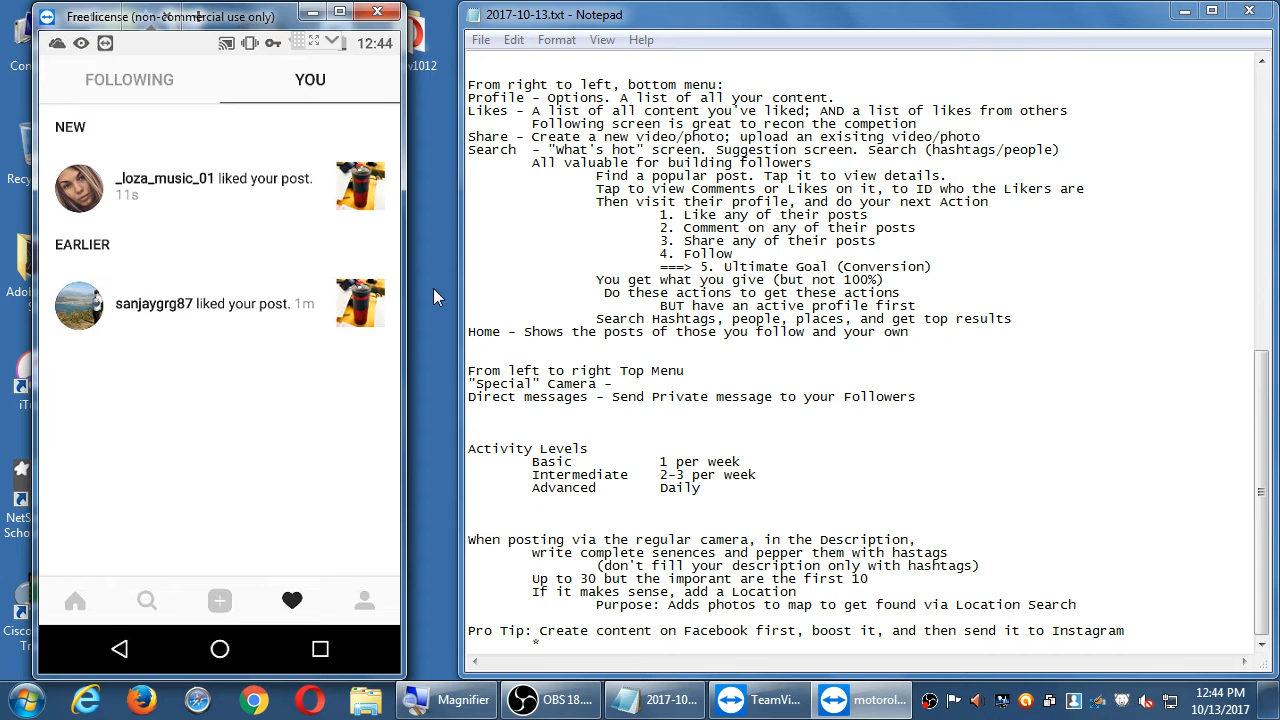 Free license (non-commercial use only)
12:44
FOLLOWING
YOU
NEW
_loza_music_01 liked your post.
11s
EARLIER
sanjaygrg87 liked your post. 1m
2017-10-13.txt - Notepad
File Edit Format View Help
From right to left, bottom menu:
Profile - Options. A list of all your content.
Likes - A list of all content you've liked; AND a list of likes from others
Following screen is great to recon the competion
Share - Create a new video/photo; upload an exisitng video/photo
Search - "What's hot" screen. Suggestion screen. Search (hashtags/people)
All valuable for building followers
Find a popular post. Tap it to view details.
Tap to view Comments or Likes on it, to ID who the Likers are
Then visit their profile, and do your next Action
1. Like any of their posts
2. Comment on any of their posts
3. Share any of their posts
4. Follow
===> 5. Ultimate Goal (Conversion)
You get what you give (but not 100%)
Do these actions to get these actions
BUT have an active profile first
Search Hashtags, people, places, and get top results
Home - Shows the posts of those you follow and your own
From left to right Top Menu
"Special" Camera -
Direct messages - Send Private message to your Followers
Activity Levels
Basic 1 per week
Intermediate 2-3 per week
Advanced Daily
When posting via the regular camera, in the Description,
write complete senences and pepper them with hastags
(don't fill your description only with hashtags)
Up to 30 but the imporant are the first 10
If it makes sense, add a Location
Purpose: Adds photos to map to get found via Location Search
Pro Tip: Create content on Facebook first, boost it, and then send it to Instagram
*
Con
v1012
Recy
Adob
iT
NetS
Scho
Cisco
Tr
Magnifier
OBS 18....
2017-10...
TeamVi...
motorol...
12:44 PM
10/13/2017